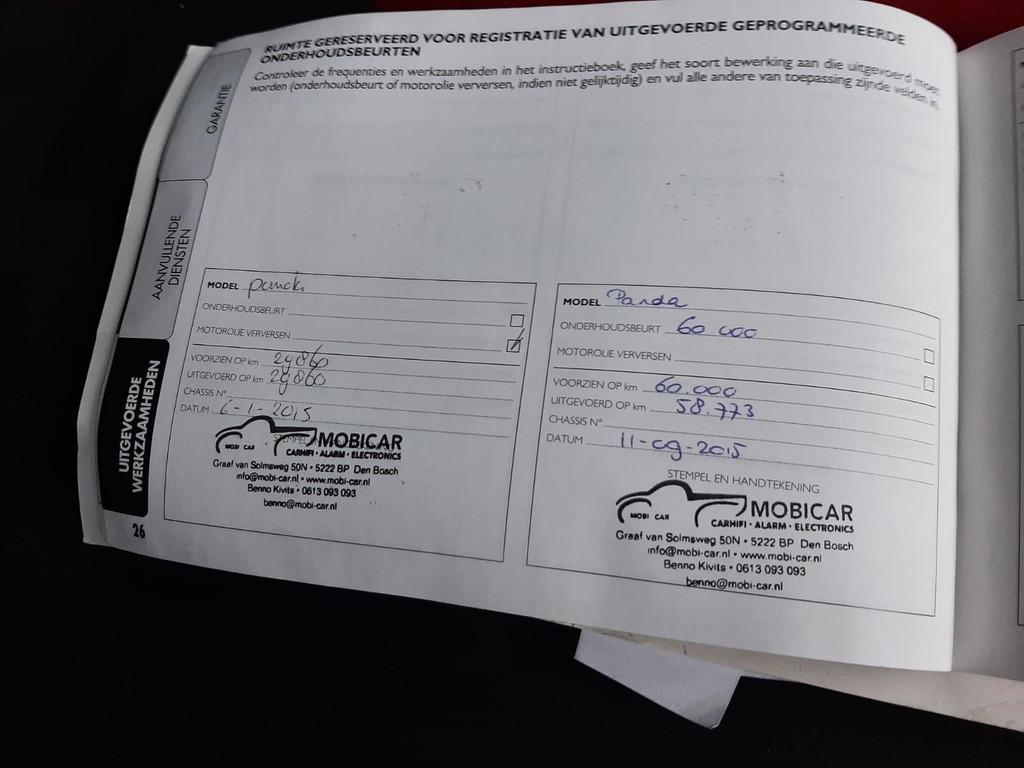 RUIMTE GERESERVEERD VOOR REGISTRATIE VAN UITGEVOERDE GEPROGRAMMEERDE
ONDERHOUDSBEURTEN
Controleer de frequenties en werkzaamheden in het instructieboek, geef het soort bewerking aan die uitgevoerd moet
worden (onderhoudsbeurt of motorolie verversen, indien niet gelijktijdig) en vul alle andere van toepassing zijnde velden in.
GARANTIE
AANVULLENDE
DIENSTEN
UITGEVOERDE
WERKZAAMHEDEN
26
MODEL
ONDERHOUDSBEURT
MOTOROLIE VERVERSEN
VOORZIEN OP km 29860
UITGEVOERD OP km 29860
CHASSIS N°
DATUM 6-1-2015
STEMPEL
MOBI CAR
MOBICAR
CARHIFI • ALARM • ELECTRONICS
Graaf van Solmsweg 50N • 5222 BP Den Bosch
info@mobi-car.nl • www.mobi-car.nl
Benno Kivits • 0613 093 093
benno@mobi-car.nl
MODEL Panda
ONDERHOUDSBEURT 60 000
MOTOROLIE VERVERSEN
VOORZIEN OP km 60.000
UITGEVOERD OP km 58.773
CHASSIS N°
DATUM 11-09-2015
STEMPEL EN HANDTEKENING
MOBI CAR
MOBICAR
CARHIFI • ALARM • ELECTRONICS
Graaf van Solmsweg 50N • 5222 BP Den Bosch
info@mobi-car.nl • www.mobi-car.nl
Benno Kivits • 0613 093 093
benno@mobi-car.nl